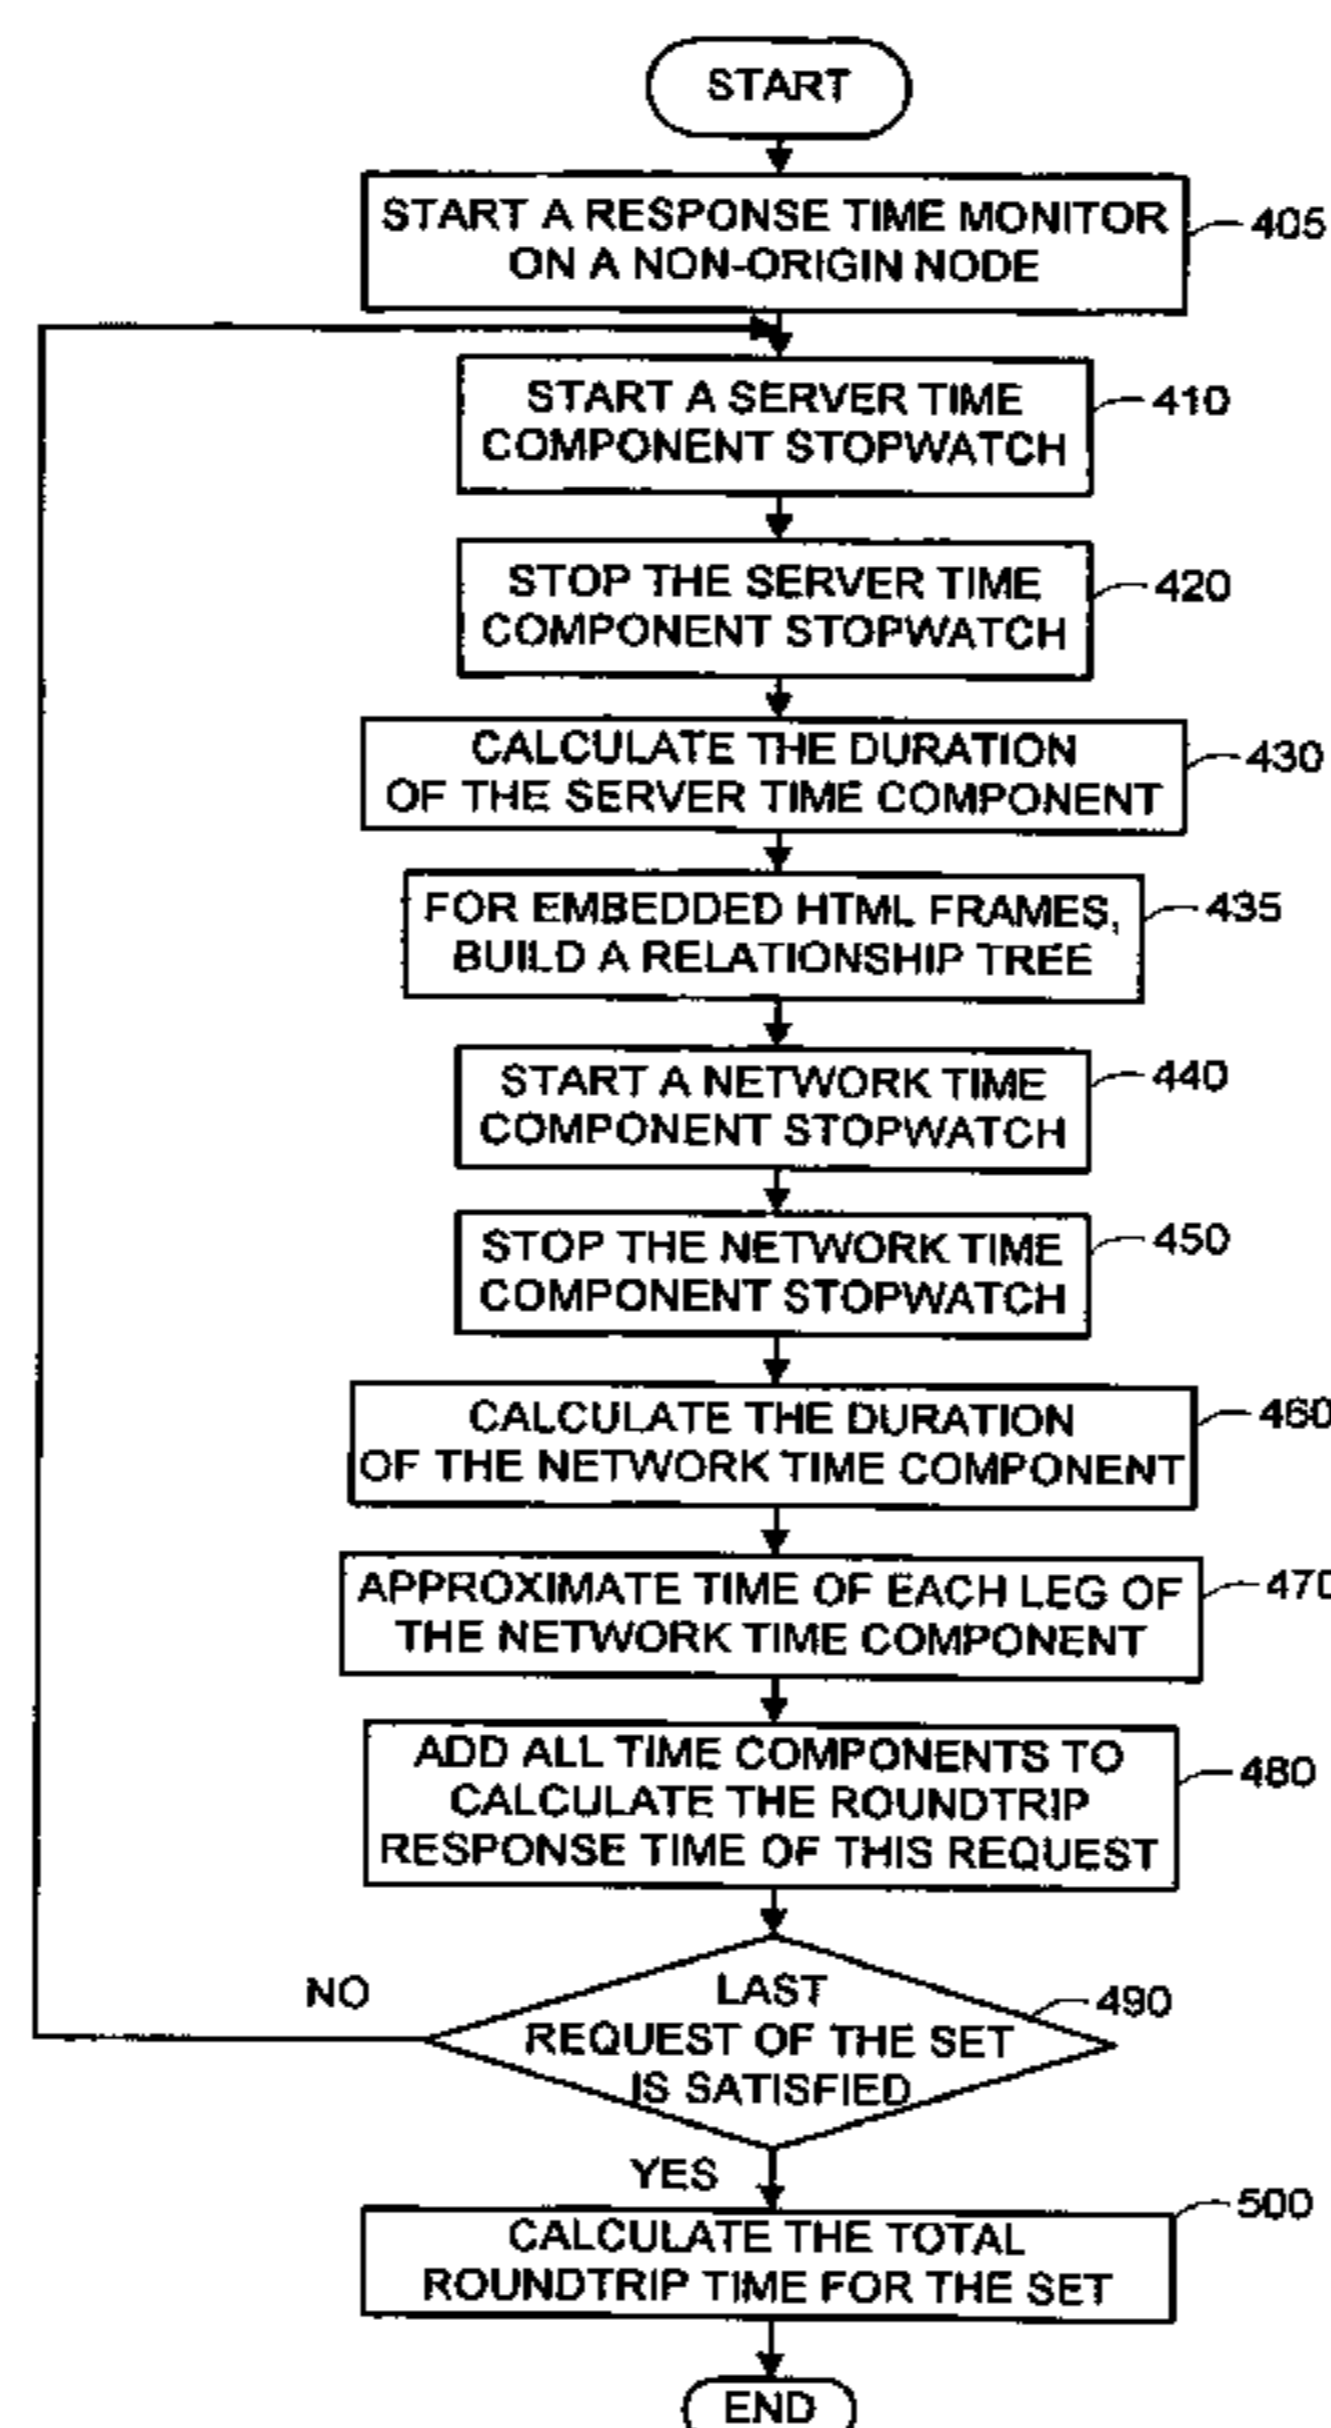 START
START A RESPONSE TIME MONITOR
ON A NON-ORIGIN NODE
405
START A SERVER TIME
COMPONENT STOPWATCH
410
STOP THE SERVER TIME
COMPONENT STOPWATCH
420
CALCULATE THE DURATION
OF THE SERVER TIME COMPONENT
430
FOR EMBEDDED HTML FRAMES,
BUILD A RELATIONSHIP TREE
435
START A NETWORK TIME
COMPONENT STOPWATCH
440
STOP THE NETWORK TIME
COMPONENT STOPWATCH
450
CALCULATE THE DURATION
OF THE NETWORK TIME COMPONENT
460
APPROXIMATE TIME OF EACH LEG OF
THE NETWORK TIME COMPONENT
470
ADD ALL TIME COMPONENTS TO
CALCULATE THE ROUNDTRIP
RESPONSE TIME OF THIS REQUEST
480
NO
LAST
REQUEST OF THE SET
IS SATISFIED
490
YES
CALCULATE THE TOTAL
ROUNDTRIP TIME FOR THE SET
500
END